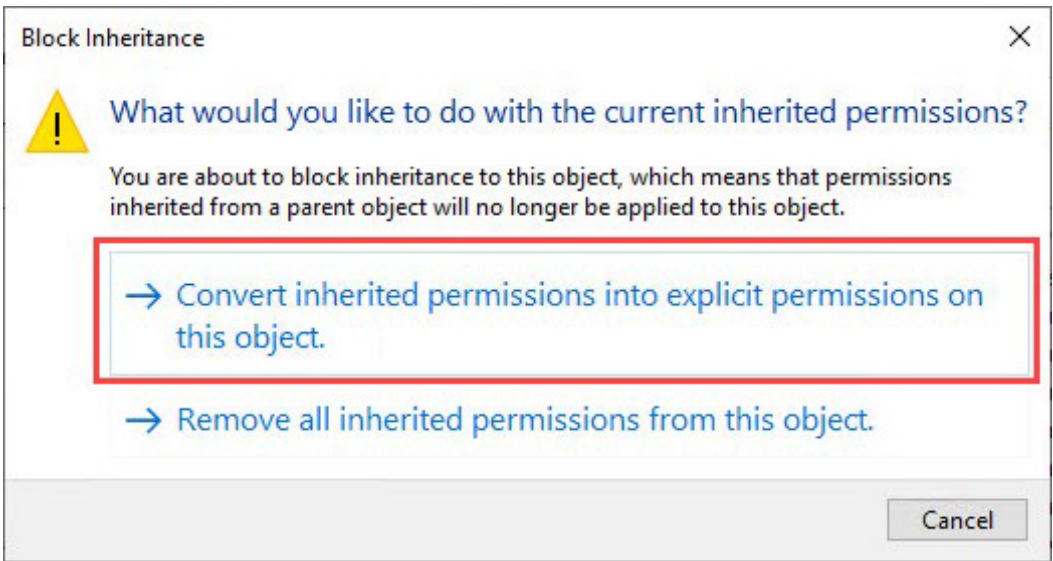 Block Inheritance
What would you like to do with the current inherited permissions?
You are about to block inheritance to this object, which means that permissions
inherited from a parent object will no longer be applied to this object.
Convert inherited permissions into explicit permissions on
this object.
Remove all inherited permissions from this object.
Cancel